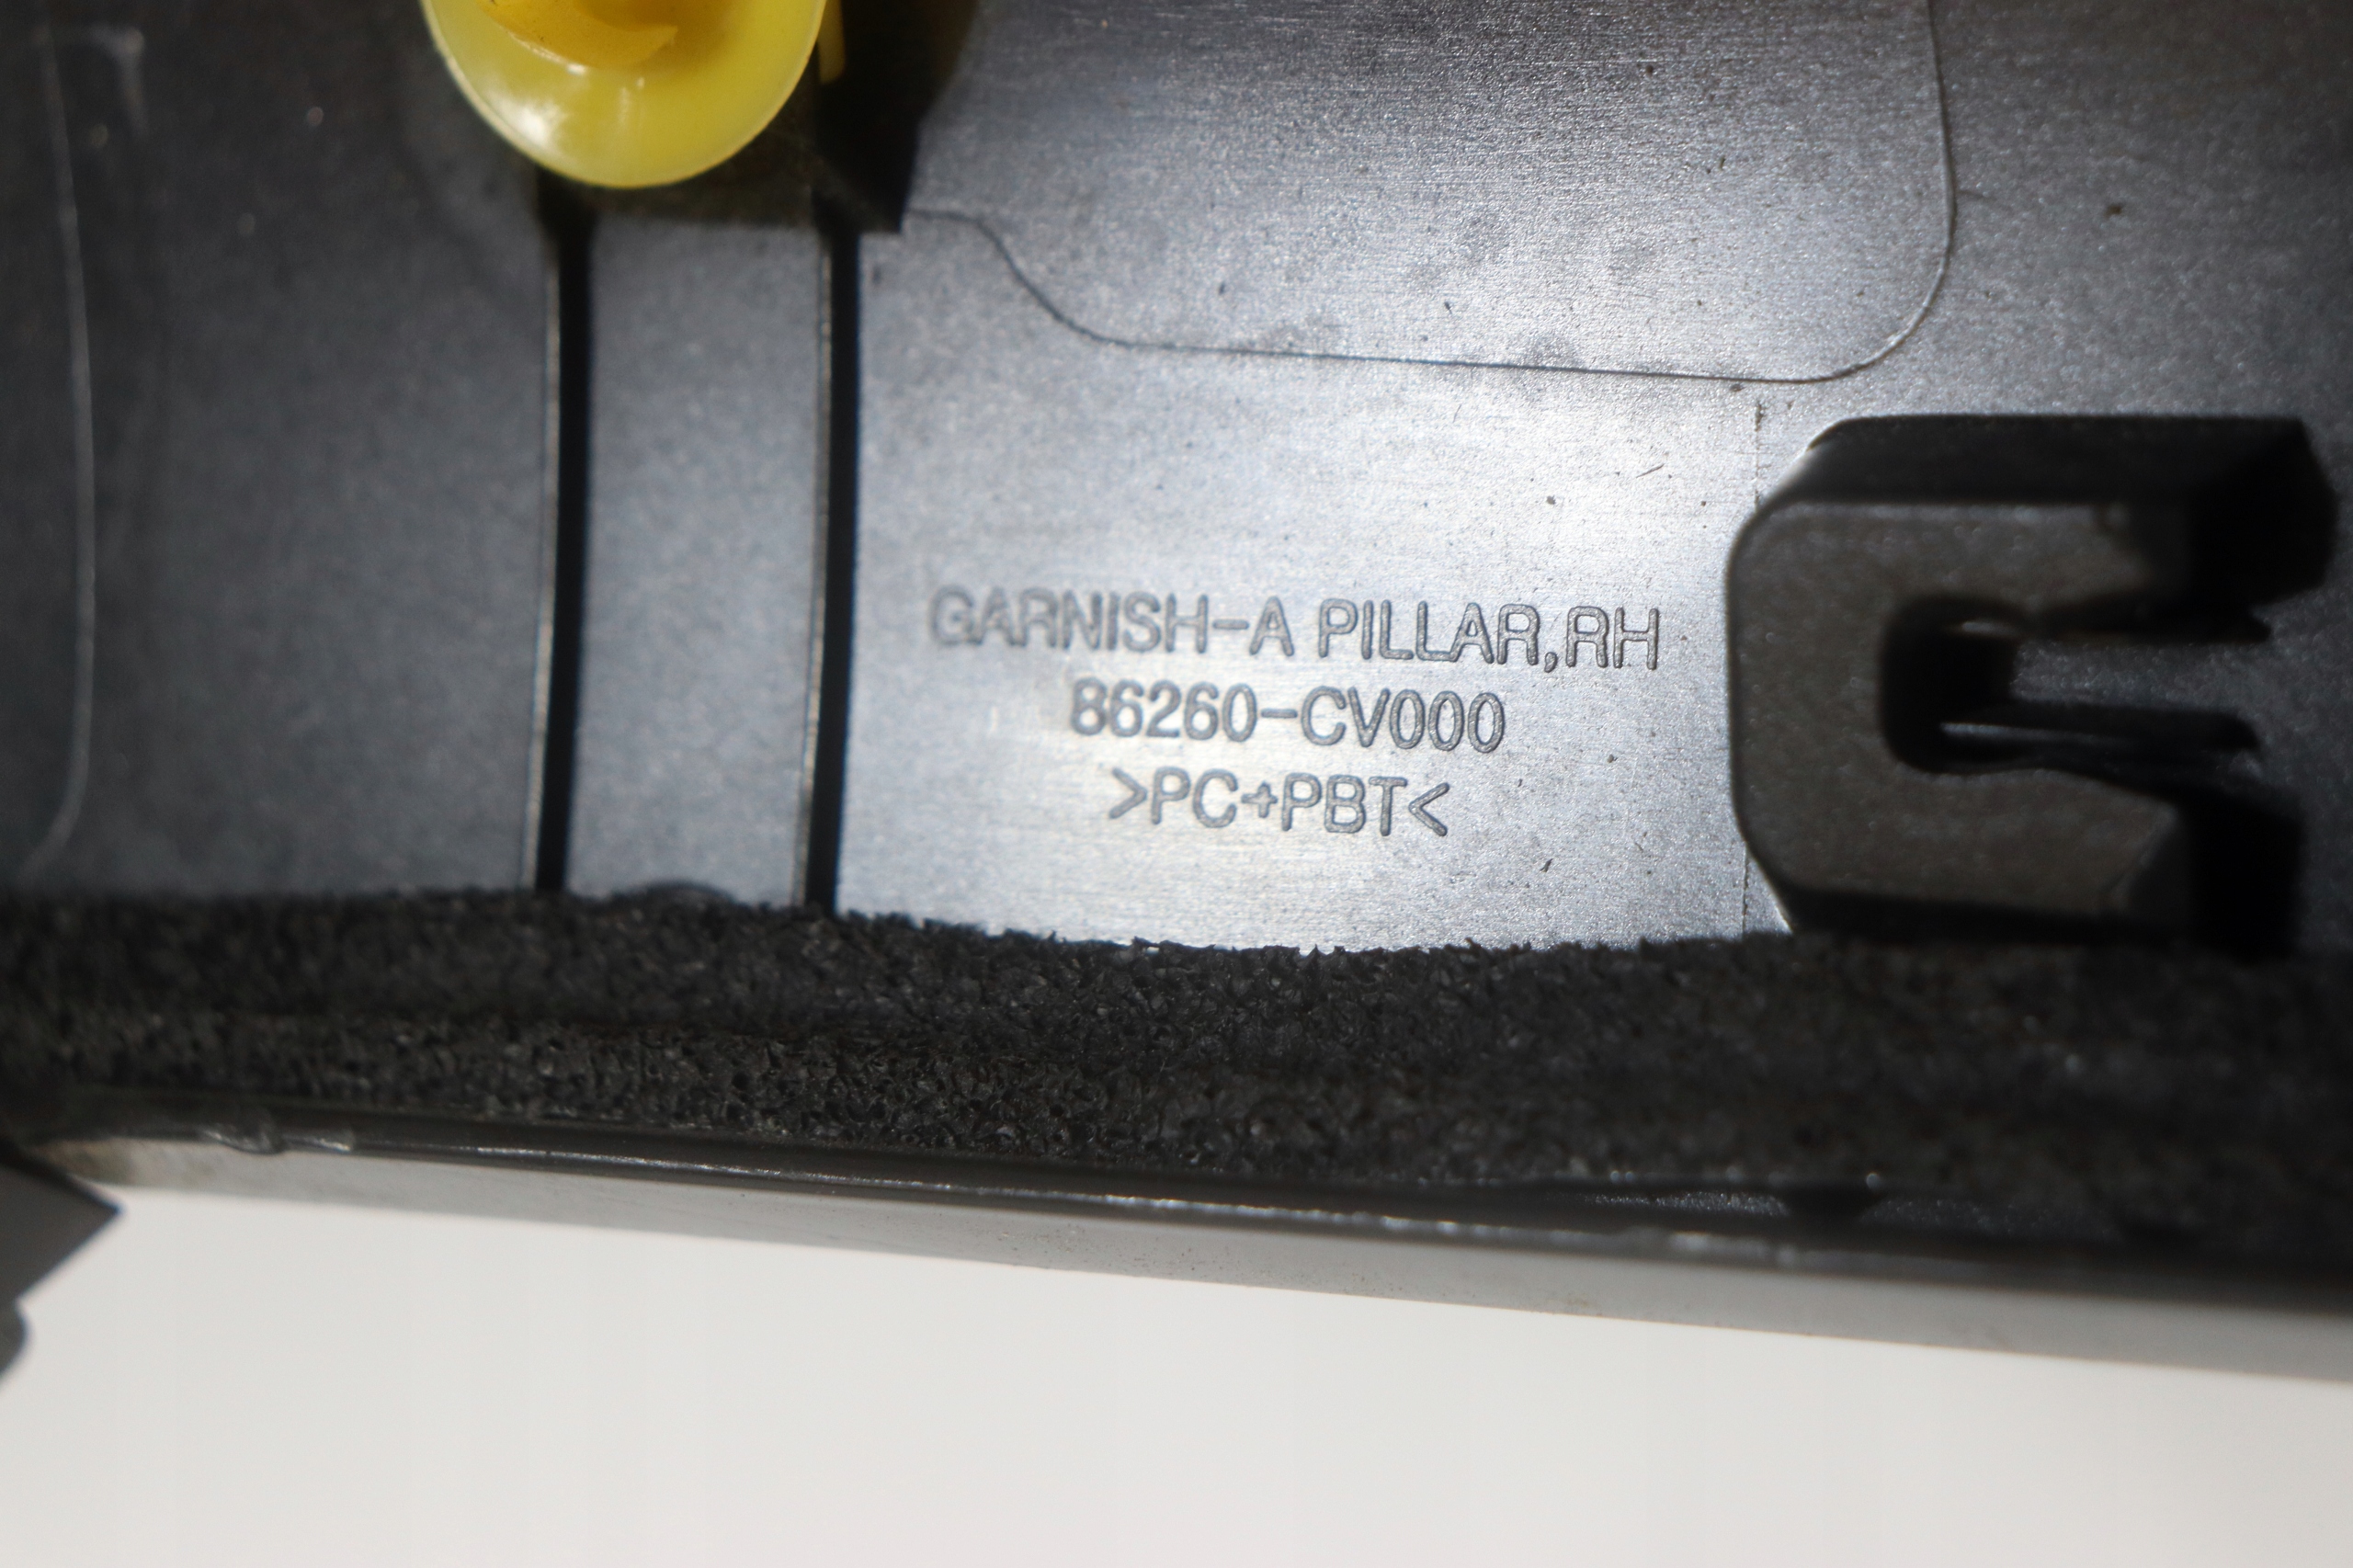 GARNISH-A PILLAR,RH
86260-CV000
>PC+PBT<